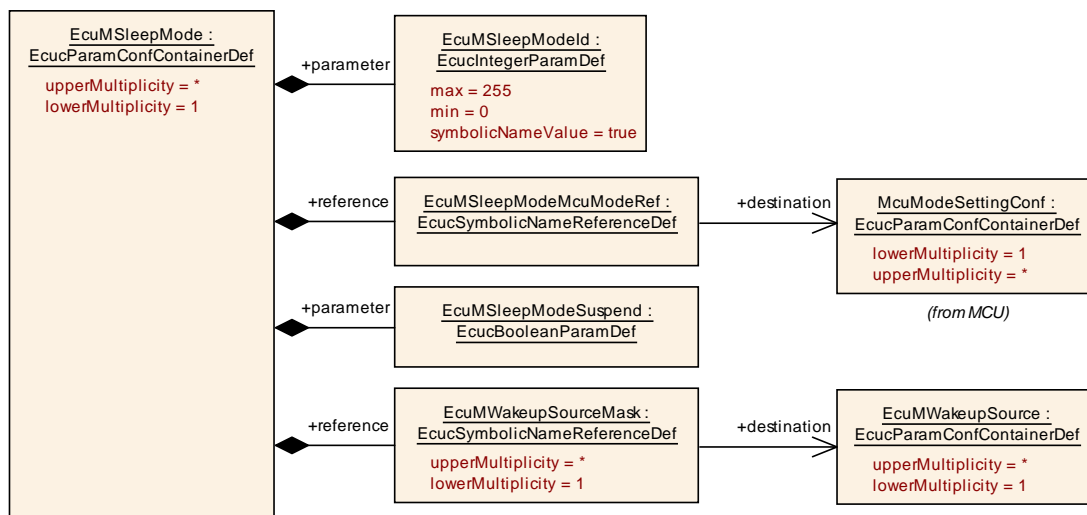 EcuMSleepMode :
EcucParamConfContainerDef
upperMultiplicity = *
lowerMultiplicity = 1
+parameter
EcuMSleepModeId :
EcucIntegerParamDef
max = 255
min = 0
symbolicNameValue = true
+reference
EcuMSleepModeMcuModeRef :
EcucSymbolicNameReferenceDef
+destination
McuModeSettingConf :
EcucParamConfContainerDef
lowerMultiplicity = 1
upperMultiplicity = *
(from MCU)
+parameter
EcuMSleepModeSuspend :
EcucBooleanParamDef
+reference
EcuMWakeupSourceMask :
EcucSymbolicNameReferenceDef
upperMultiplicity = *
lowerMultiplicity = 1
+destination
EcuMWakeupSource :
EcucParamConfContainerDef
upperMultiplicity = *
lowerMultiplicity = 1